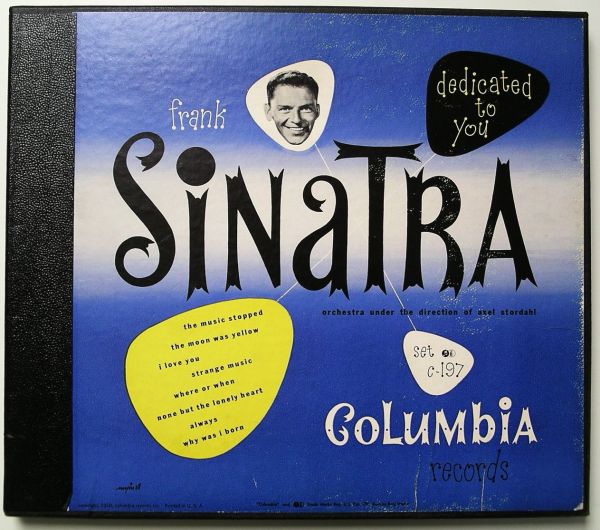 frank
dedicated
to
you
SINATRA
orchestra under the direction of axel stordahl
the music stopped
the moon was yellow
i love you
strange music
where or when
none but the lonely heart
always
why was i born
set
c-197
COLUMBIA
records
Printed in U. S. A.